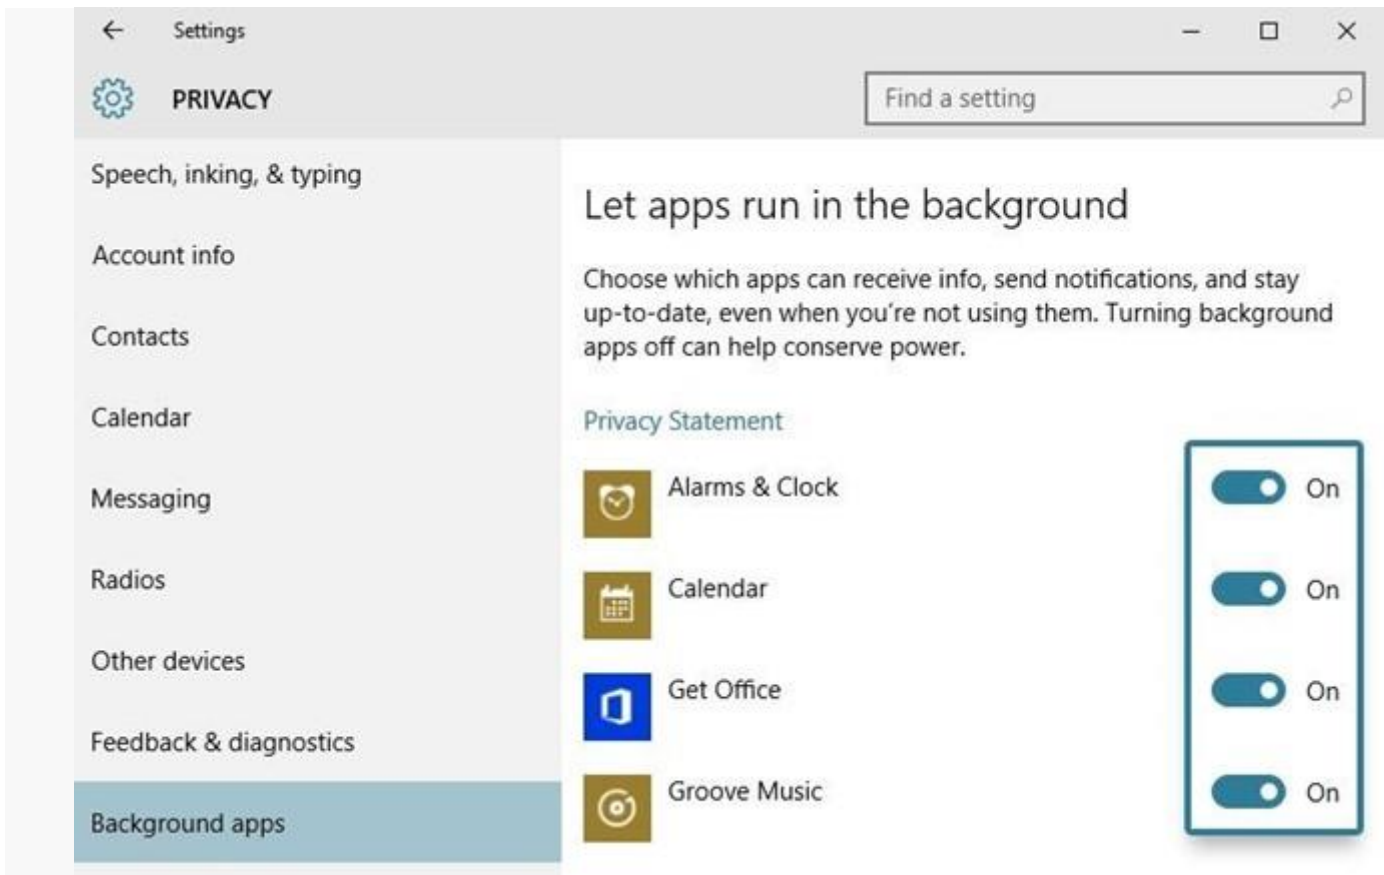 Settings
PRIVACY
Find a setting
Speech, inking, & typing
Account info
Contacts
Calendar
Messaging
Radios
Other devices
Feedback & diagnostics
Background apps
Let apps run in the background
Choose which apps can receive info, send notifications, and stay
up-to-date, even when you're not using them. Turning background
apps off can help conserve power.
Privacy Statement
Alarms & Clock On
Calendar On
Get Office On
Groove Music On